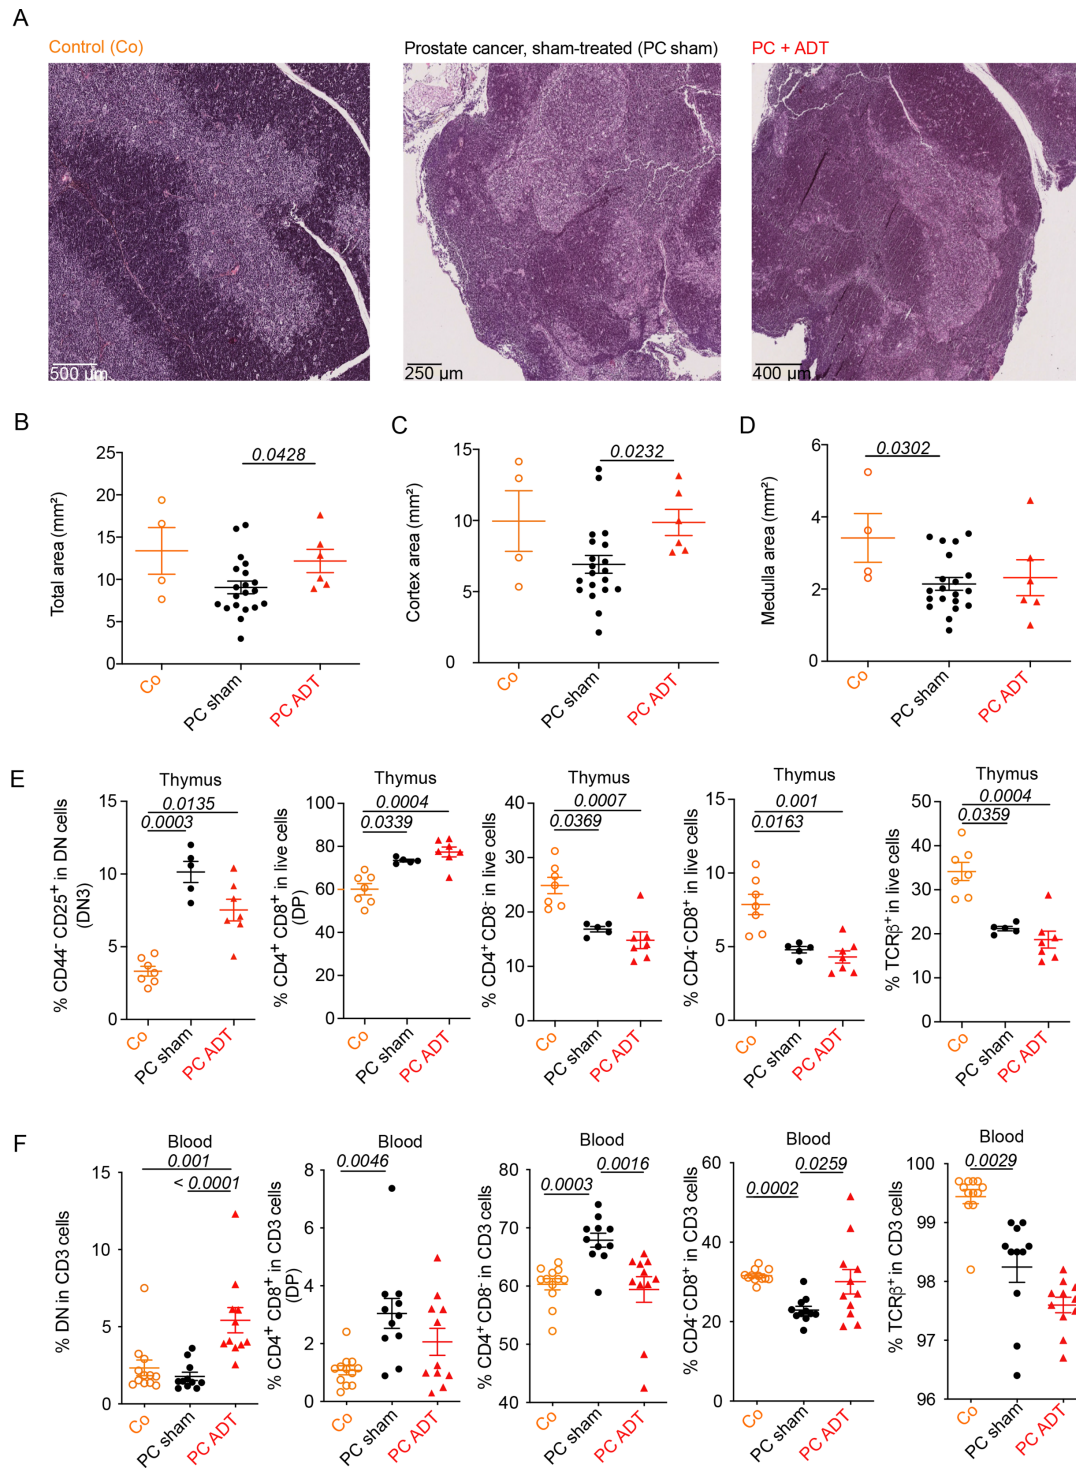 A
Control (Co)
Prostate cancer, sham-treated (PC sham)
PC + ADT
500 µm
250 µm
400 µm
B
Total area (mm²)
25
20
15
10
5
0
0.0428
Co
PC sham
PC ADT
C
Cortex area (mm²)
15
10
5
0
0.0232
Co
PC sham
PC ADT
D
Medulla area (mm²)
6
4
2
0
0.0302
Co
PC sham
PC ADT
E
Thymus
% CD44⁻ CD25⁺ in DN cells
(DN3)
15
10
5
0
0.0135
0.0003
Co
PC sham
PC ADT
Thymus
% CD4⁺ CD8⁺ in live cells
(DP)
100
80
60
40
20
0
0.0004
0.0339
Co
PC sham
PC ADT
Thymus
% CD4⁺ CD8⁻ in live cells
40
30
20
10
0
0.0007
0.0369
Co
PC sham
PC ADT
Thymus
% CD4⁻ CD8⁺ in live cells
15
10
5
0
0.001
0.0163
Co
PC sham
PC ADT
Thymus
% TCRβ⁺ in live cells
50
40
30
20
10
0
0.0004
0.0359
Co
PC sham
PC ADT
F
Blood
% DN in CD3 cells
15
10
5
0
0.001
< 0.0001
Co
PC sham
PC ADT
Blood
% CD4⁺ CD8⁺ in CD3 cells
(DP)
8
6
4
2
0
0.0046
Co
PC sham
PC ADT
Blood
% CD4⁺ CD8⁻ in CD3 cells
80
70
60
50
40
0.0016
0.0003
Co
PC sham
PC ADT
Blood
% CD4⁻ CD8⁺ in CD3 cells
60
40
20
0
0.0259
0.0002
Co
PC sham
PC ADT
Blood
% TCRβ⁺ in CD3 cells
100
99
98
97
96
0.0029
Co
PC sham
PC ADT